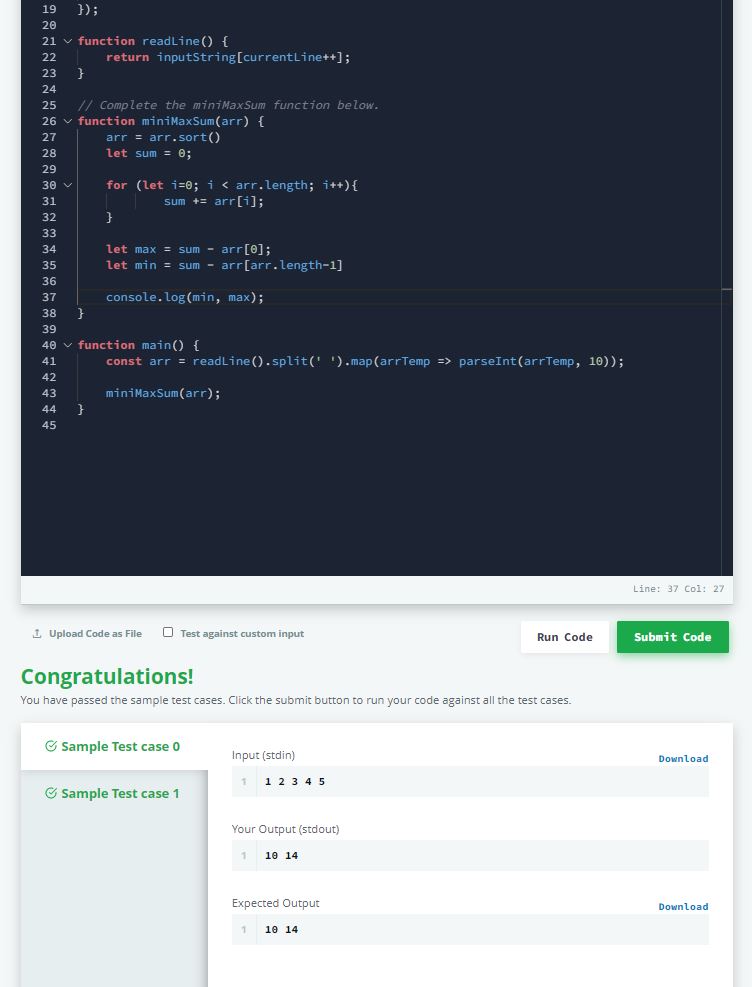 19 });
20
21 function readLine() {
22     return inputString[currentLine++];
23 }
24
25 // Complete the miniMaxSum function below.
26 function miniMaxSum(arr) {
27     arr = arr.sort()
28     let sum = 0;
29
30     for (let i=0; i < arr.length; i++){
31             sum += arr[i];
32     }
33
34     let max = sum - arr[0];
35     let min = sum - arr[arr.length-1]
36
37     console.log(min, max);
38 }
39
40 function main() {
41     const arr = readLine().split(' ').map(arrTemp => parseInt(arrTemp, 10));
42
43     miniMaxSum(arr);
44 }
45
Line: 37 Col: 27
Upload Code as File Test against custom input Run Code Submit Code
Congratulations!
You have passed the sample test cases. Click the submit button to run your code against all the test cases.
Sample Test case 0
Sample Test case 1
Input (stdin) Download
1 1 2 3 4 5
Your Output (stdout)
1 10 14
Expected Output Download
1 10 14